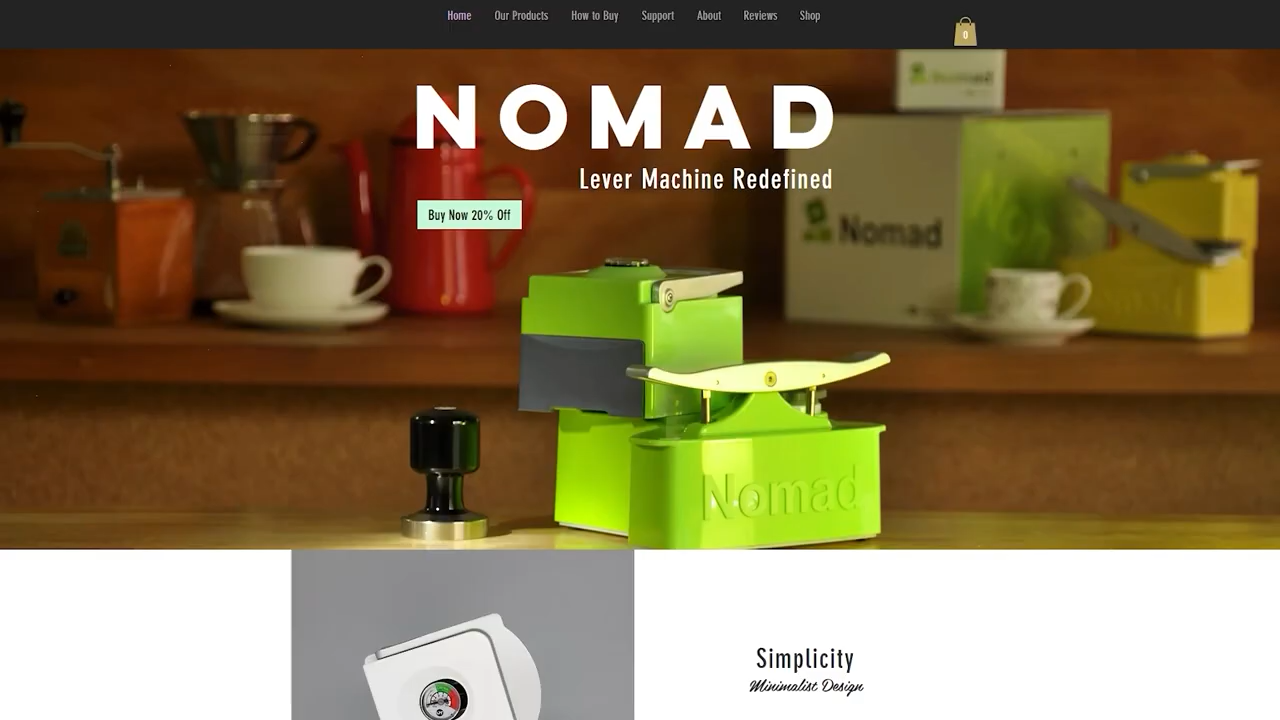 Home Our Products How to Buy Support About Reviews Shop
0
NOMAD
Lever Machine Redefined
Buy Now 20% Off
Nomad
Nomad
Nomad
Simplicity
Minimalist Design